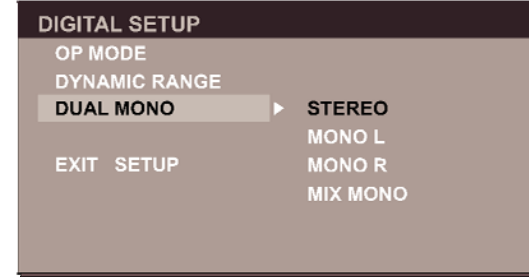 DIGITAL SETUP
OP MODE
DYNAMIC RANGE
DUAL MONO STEREO
MONO L
EXIT SETUP MONO R
MIX MONO